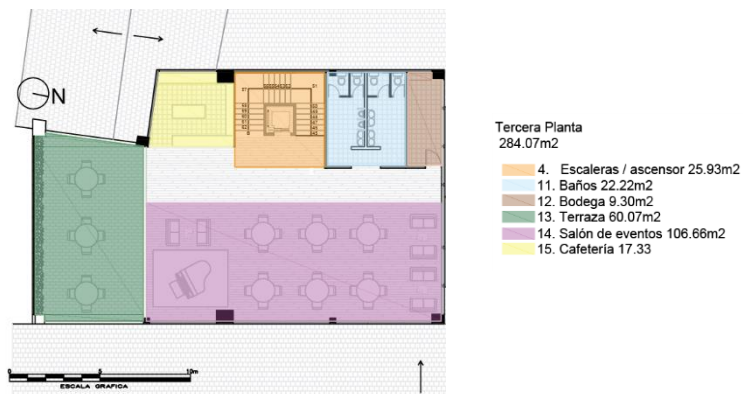 N
0
5
10m
ESCALA GRAFICA
Tercera Planta
284.07m2
4. Escaleras / ascensor 25.93m2
11. Baños 22.22m2
12. Bodega 9.30m2
13. Terraza 60.07m2
14. Salón de eventos 106.66m2
15. Cafetería 17.33